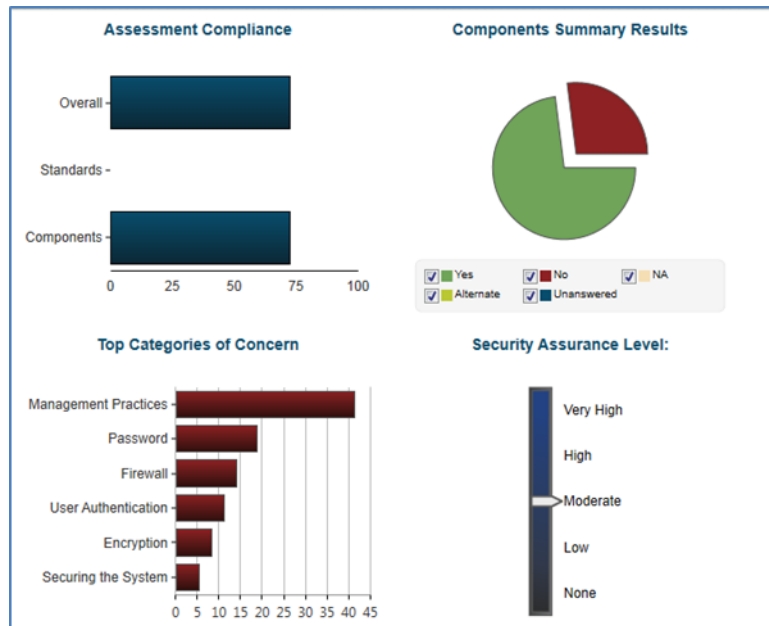 Assessment Compliance
Overall
Standards
Components
0 25 50 75 100
Components Summary Results
Yes No NA
Alternate Unanswered
Top Categories of Concern
Management Practices
Password
Firewall
User Authentication
Encryption
Securing the System
0 5 10 15 20 25 30 35 40 45
Security Assurance Level:
Very High
High
Moderate
Low
None